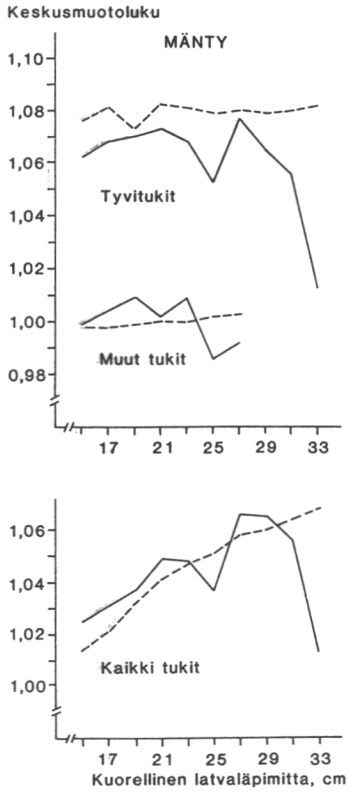 Keskusmuotoluku
MÄNTY
1,10
1,08
1,06
Tyvitukit
1,04
1,02
1,00
Muut tukit
0,98
17 21 25 29 33
1,06
1,04
1,02
Kaikki tukit
1,00
17 21 25 29 33
Kuorellinen latvaläpimitta, cm